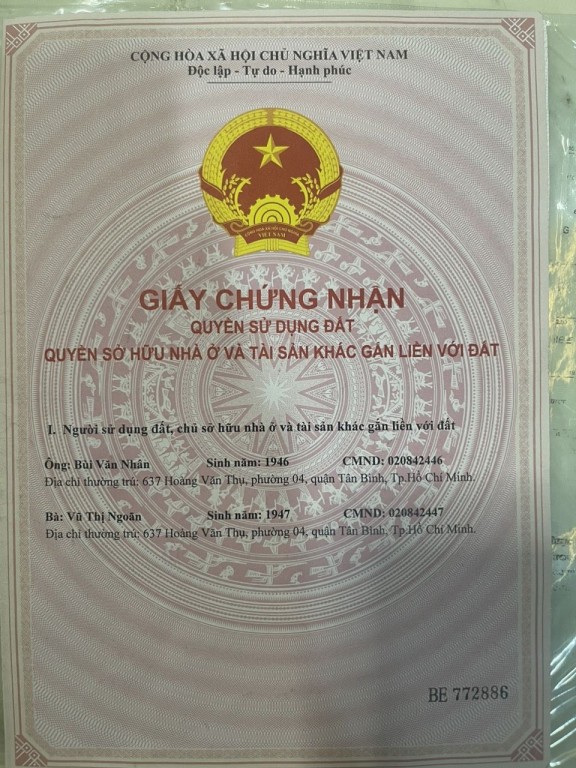 CỘNG HÒA XÃ HỘI CHỦ NGHĨA VIỆT NAM
Độc lập - Tự do - Hạnh phúc
VIỆT NAM
GIẤY CHỨNG NHẬN
QUYỀN SỬ DỤNG ĐẤT
QUYỀN SỞ HỮU NHÀ Ở VÀ TÀI SẢN KHÁC GẮN LIỀN VỚI ĐẤT
I. Người sử dụng đất, chủ sở hữu nhà ở và tài sản khác gắn liền với đất
Ông: Bùi Văn Nhân Sinh năm: 1946 CMND: 020842446
Địa chỉ thường trú: 637 Hoàng Văn Thụ, phường 04, quận Tân Bình, Tp.Hồ Chí Minh.
Bà: Vũ Thị Ngoãn Sinh năm: 1947 CMND: 020842447
Địa chỉ thường trú: 637 Hoàng Văn Thụ, phường 04, quận Tân Bình, Tp.Hồ Chí Minh.
BE 772886